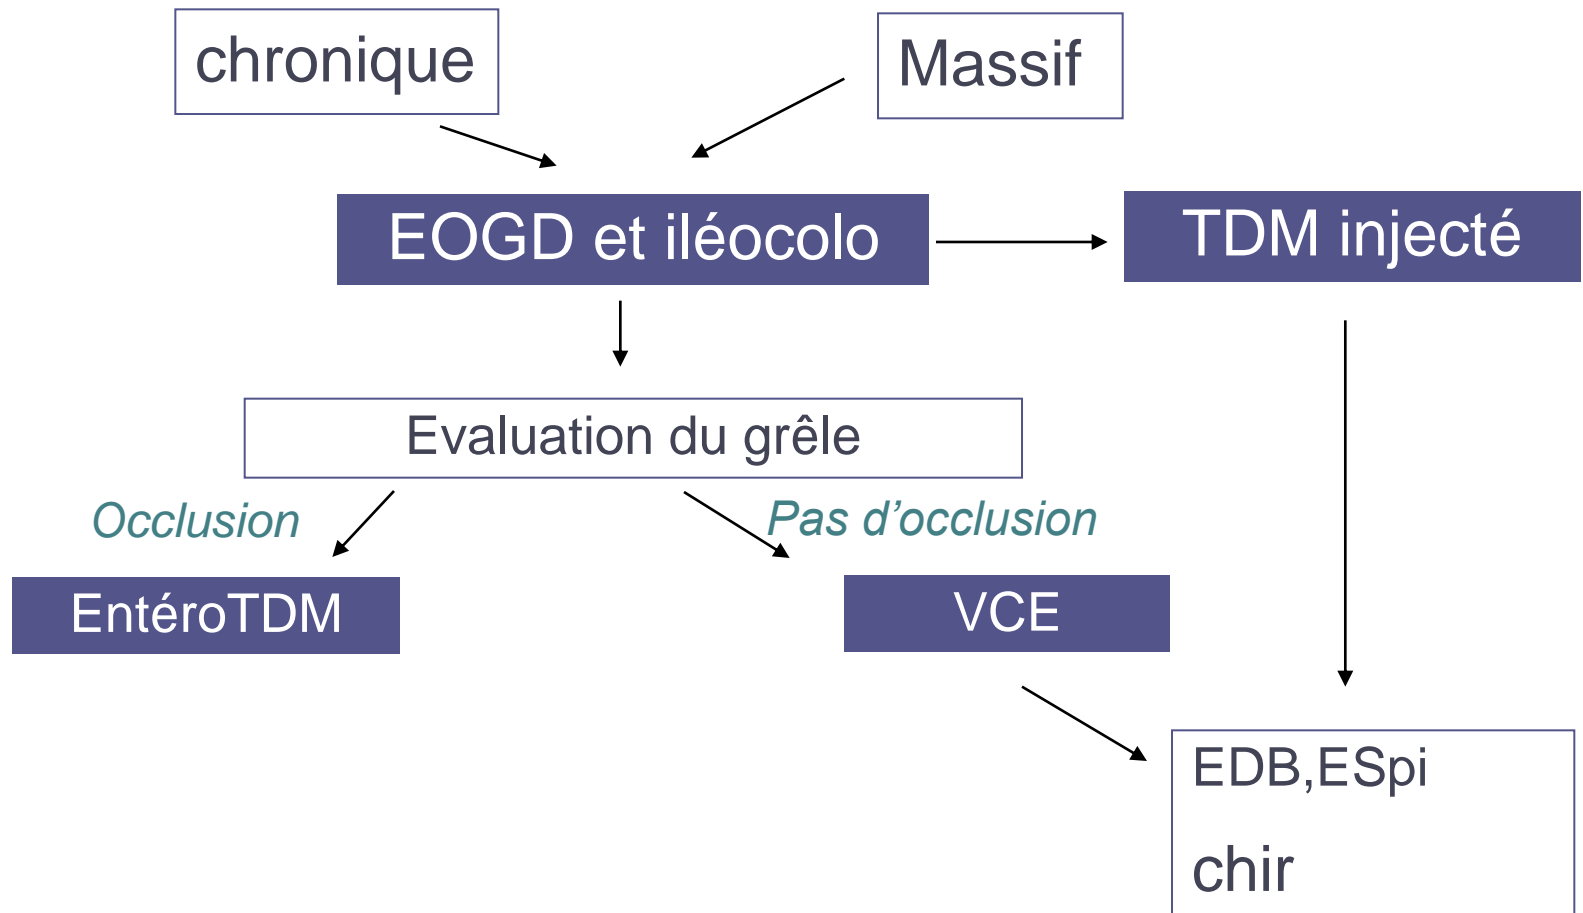 chronique
Massif
EOGD et iléocolo
TDM injecté
Evaluation du grêle
Occlusion
Pas d’occlusion
EntéroTDM
VCE
EDB,ESpi
chir